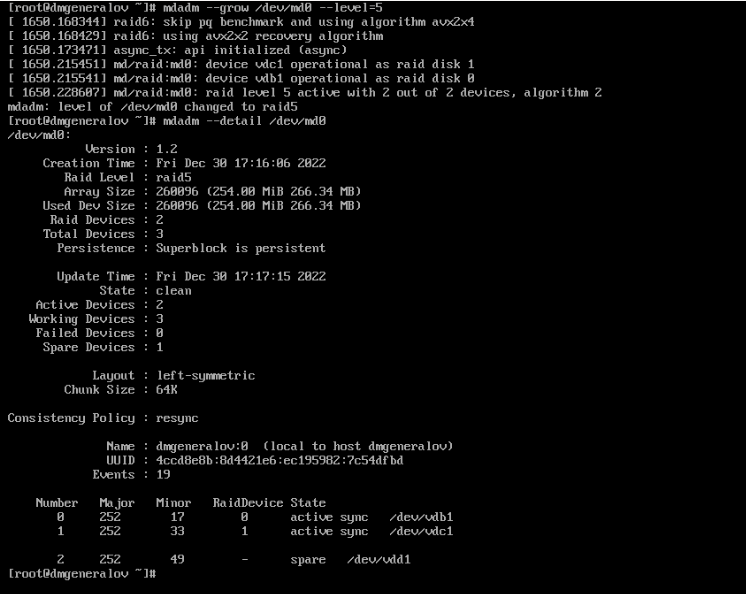 [root@dmgeneralov ~]# mdadm --grow /dev/md0 --level=5
[ 1650.168344] raid6: skip pq benchmark and using algorithm avx2x4
[ 1650.168429] raid6: using avx2x2 recovery algorithm
[ 1650.173471] async_tx: api initialized (async)
[ 1650.215451] md/raid:md0: device vdc1 operational as raid disk 1
[ 1650.215541] md/raid:md0: device vdb1 operational as raid disk 0
[ 1650.228607] md/raid:md0: raid level 5 active with 2 out of 2 devices, algorithm 2
mdadm: level of /dev/md0 changed to raid5
[root@dmgeneralov ~]# mdadm --detail /dev/md0
/dev/md0:
Version : 1.2
Creation Time : Fri Dec 30 17:16:06 2022
Raid Level : raid5
Array Size : 260096 (254.00 MiB 266.34 MB)
Used Dev Size : 260096 (254.00 MiB 266.34 MB)
Raid Devices : 2
Total Devices : 3
Persistence : Superblock is persistent
Update Time : Fri Dec 30 17:17:15 2022
State : clean
Active Devices : 2
Working Devices : 3
Failed Devices : 0
Spare Devices : 1
Layout : left-symmetric
Chunk Size : 64K
Consistency Policy : resync
Name : dmgeneralov:0 (local to host dmgeneralov)
UUID : 4ccd8e8b:8d4421e6:ec195982:7c54dfbd
Events : 19
Number Major Minor RaidDevice State
0 252 17 0 active sync /dev/vdb1
1 252 33 1 active sync /dev/vdc1
2 252 49 - spare /dev/vdd1
[root@dmgeneralov ~]#